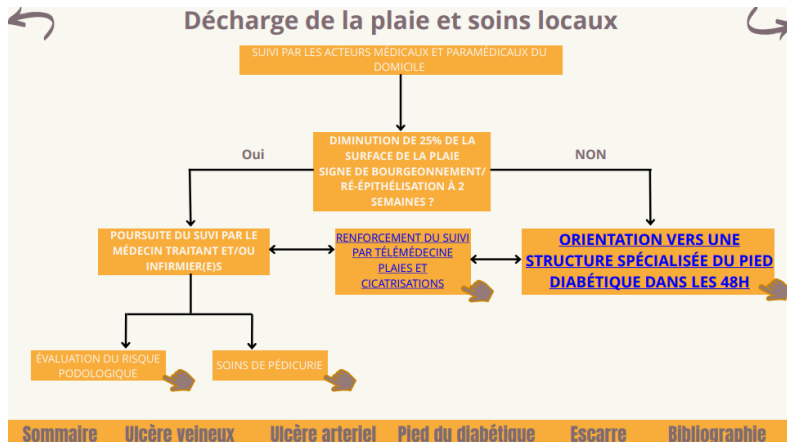 Décharge de la plaie et soins locaux
SUIVI PAR LES ACTEURS MÉDICAUX ET PARAMÉDICAUX DU
DOMICILE
DIMINUTION DE 25% DE LA
SURFACE DE LA PLAIE
SIGNE DE BOURGEONNEMENT/
RÉ-ÉPITHÉLISATION À 2
SEMAINES ?
Oui
NON
POURSUITE DU SUVI PAR LE
MÉDECIN TRAITANT ET/OU
INFIRMIER(E)S
RENFORCEMENT DU SUIVI
PAR TÉLÉMÉDECINE
PLAIES ET
CICATRISATIONS
ORIENTATION VERS UNE
STRUCTURE SPÉCIALISÉE DU PIED
DIABÉTIQUE DANS LES 48H
ÉVALUATION DU RISQUE
PODOLOGIQUE
SOINS DE PÉDICURIE
Sommaire Ulcère veineux Ulcère arteriel Pied du diabétique Escarre Bibliographie